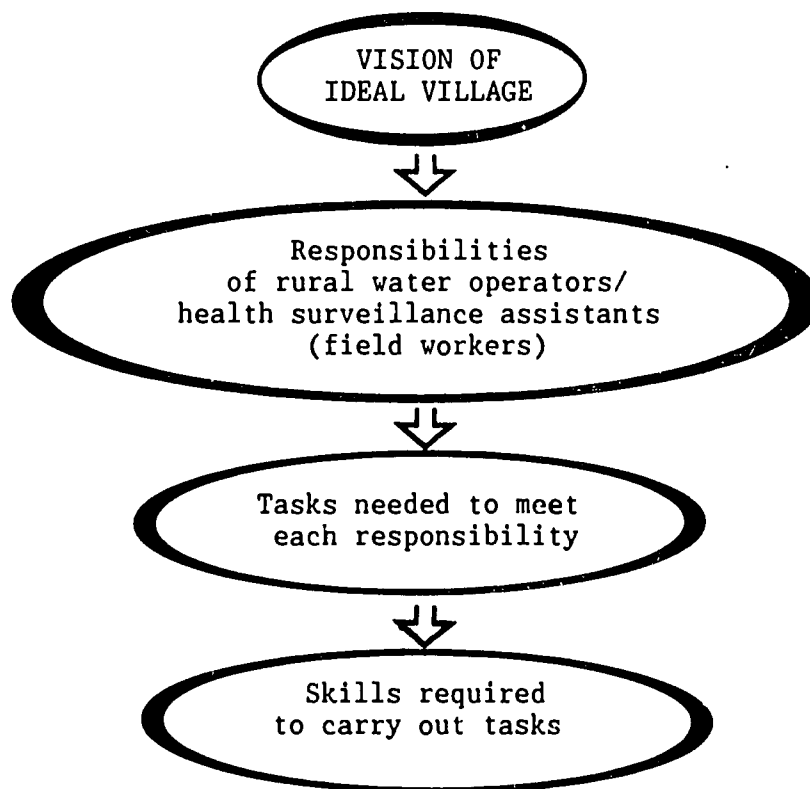 VISION OF
IDEAL VILLAGE
Responsibilities
of rural water operators/
health surveillance assistants
(field workers)
Tasks needed to meet
each responsibility
Skills required
to carry out tasks